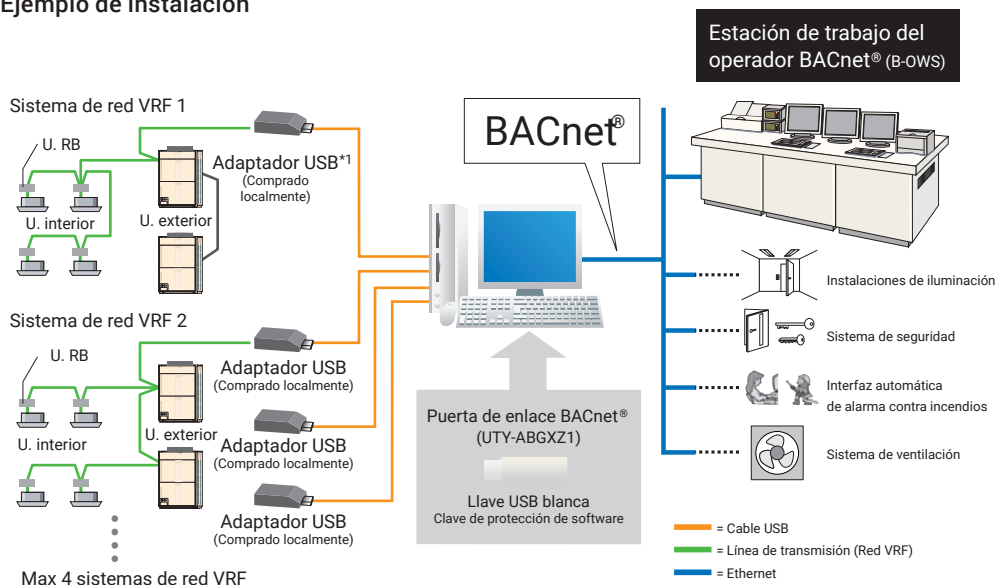 Ejemplo de instalación
Estación de trabajo del
operador BACnet® (B-OWS)
Sistema de red VRF 1
U. RB
Adaptador USB*1
(Comprado
localmente)
U. interior
U. exterior
BACnet®
Instalaciones de iluminación
Sistema de red VRF 2
U. RB
Adaptador USB
(Comprado localmente)
Sistema de seguridad
U. interior
U. exterior
Adaptador USB
(Comprado localmente)
Puerta de enlace BACnet®
(UTY-ABGXZ1)
Interfaz automática
de alarma contra incendios
Sistema de ventilación
Llave USB blanca
Clave de protección de software
Adaptador USB
(Comprado localmente)
Max 4 sistemas de red VRF
= Cable USB
= Línea de transmisión (Red VRF)
= Ethernet